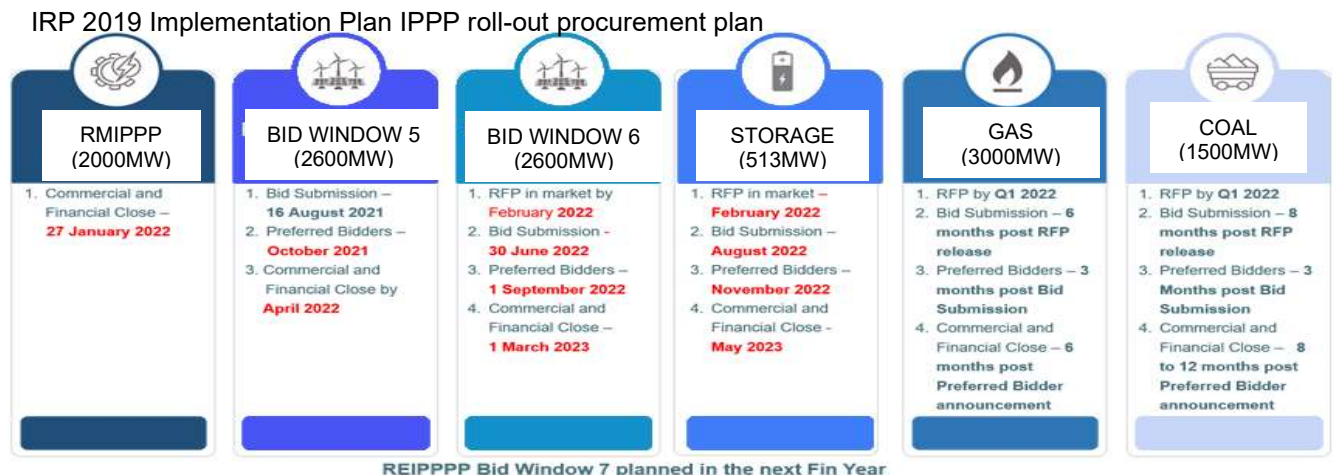 IRP 2019 Implementation Plan IPPP roll-out procurement plan
RMIPPP
(2000MW)
1. Commercial and
Financial Close –
27 January 2022
BID WINDOW 5
(2600MW)
1. Bid Submission –
16 August 2021
2. Preferred Bidders –
October 2021
3. Commercial and
Financial Close by
April 2022
BID WINDOW 6
(2600MW)
1. RFP in market by
February 2022
2. Bid Submission -
30 June 2022
3. Preferred Bidders –
1 September 2022
4. Commercial and
Financial Close –
1 March 2023
STORAGE
(513MW)
1. RFP in market –
February 2022
2. Bid Submission –
August 2022
3. Preferred Bidders –
November 2022
4. Commercial and
Financial Close -
May 2023
GAS
(3000MW)
1. RFP by Q1 2022
2. Bid Submission – 6
months post RFP
release
3. Preferred Bidders – 3
months post Bid
Submission
4. Commercial and
Financial Close – 6
months post
Preferred Bidder
announcement
COAL
(1500MW)
1. RFP by Q1 2022
2. Bid Submission – 8
months post RFP
release
3. Preferred Bidders – 3
Months post Bid
Submission
4. Commercial and
Financial Close – 8
to 12 months post
Preferred Bidder
announcement
REIPPPP Bid Window 7 planned in the next Fin Year